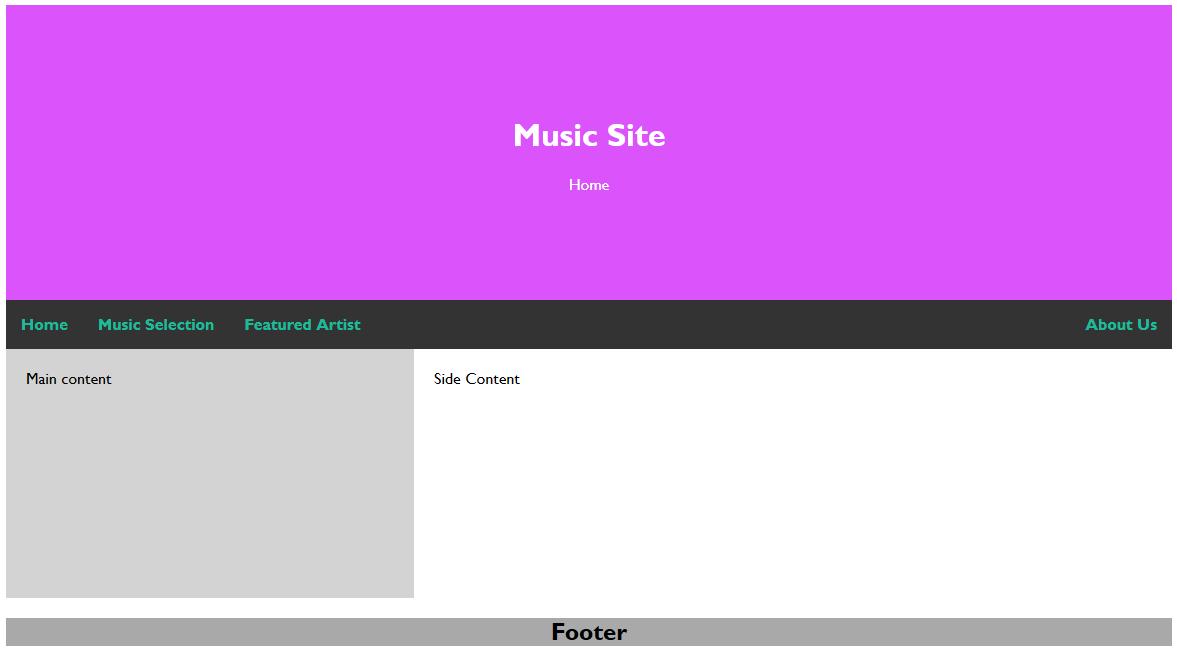 Music Site
Home
Home Music Selection Featured Artist About Us
Main content
Side Content
Footer